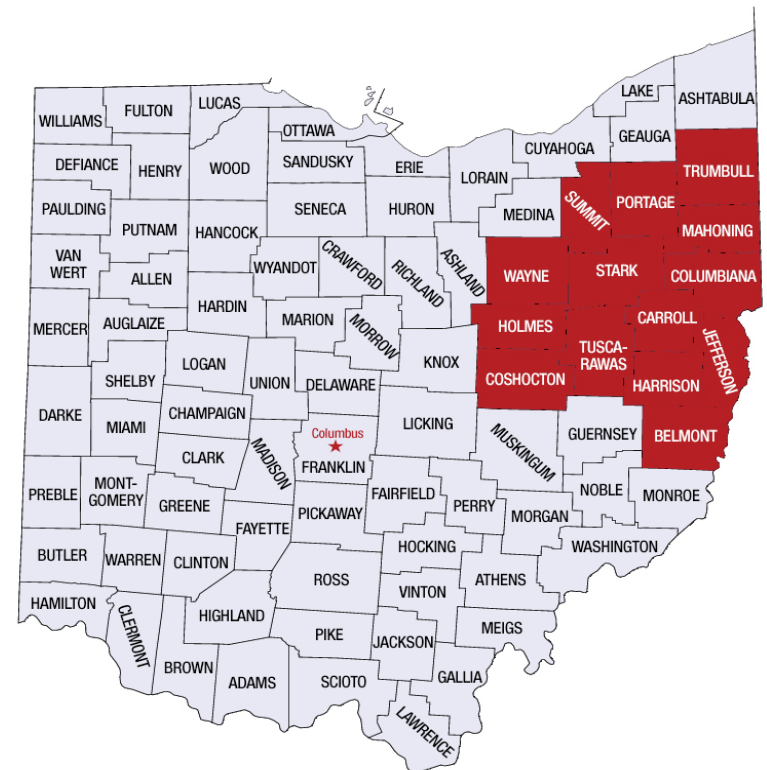 LAKE
ASHTABULA
LUCAS
FULTON
WILLIAMS
OTTAWA
GEAUGA
CUYAHOGA
DEFIANCE
HENRY
WOOD
SANDUSKY
ERIE
LORAIN
TRUMBULL
PAULDING
SENECA
HURON
MEDINA
SUMMIT
PORTAGE
PUTNAM
HANCOCK
MAHONING
VAN
WERT
ALLEN
WYANDOT
CRAWFORD
RICHLAND
ASHLAND
WAYNE
STARK
COLUMBIANA
HARDIN
MERCER
AUGLAIZE
MARION
MORROW
HOLMES
CARROLL
JEFFERSON
LOGAN
KNOX
TUSCA-
RAWAS
SHELBY
UNION
DELAWARE
COSHOCTON
HARRISON
DARKE
MIAMI
CHAMPAIGN
LICKING
Columbus
FRANKLIN
MUSKINGUM
GUERNSEY
BELMONT
CLARK
MADISON
PREBLE
MONT-
GOMERY
GREENE
FAIRFIELD
PERRY
NOBLE
MONROE
PICKAWAY
MORGAN
FAYETTE
BUTLER
WARREN
CLINTON
HOCKING
WASHINGTON
ROSS
VINTON
ATHENS
HAMILTON
CLERMONT
HIGHLAND
PIKE
JACKSON
MEIGS
BROWN
ADAMS
SCIOTO
GALLIA
LAWRENCE